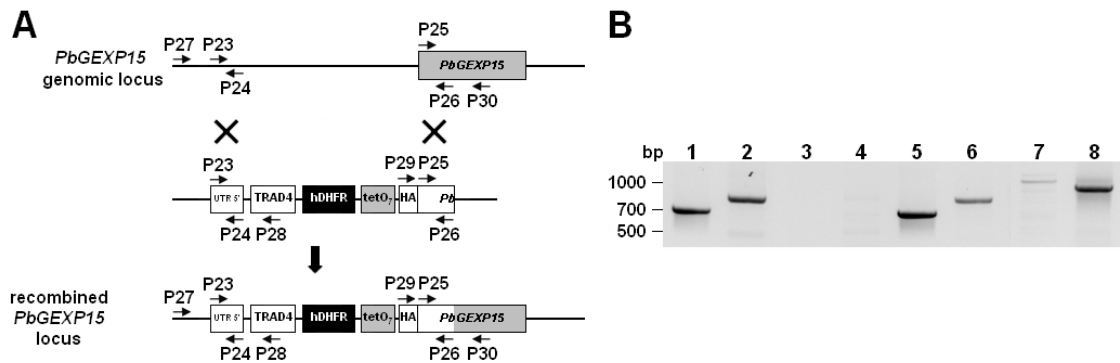 A
B
P25
P27 P23
PbGEXP15
genomic locus
PbGEXP15
P24
P26 P30
P23
P29 P25
UTR 5' TRAD4 hDHFR tetO7 HA Pb
P24 P28
P26
P23
P29 P25
P27
recombined
PbGEXP15
locus
UTR 5' TRAD4 hDHFR tetO7 HA PbGEXP15
P24 P28
P26 P30
bp 1 2 3 4 5 6 7 8
1000
700
500